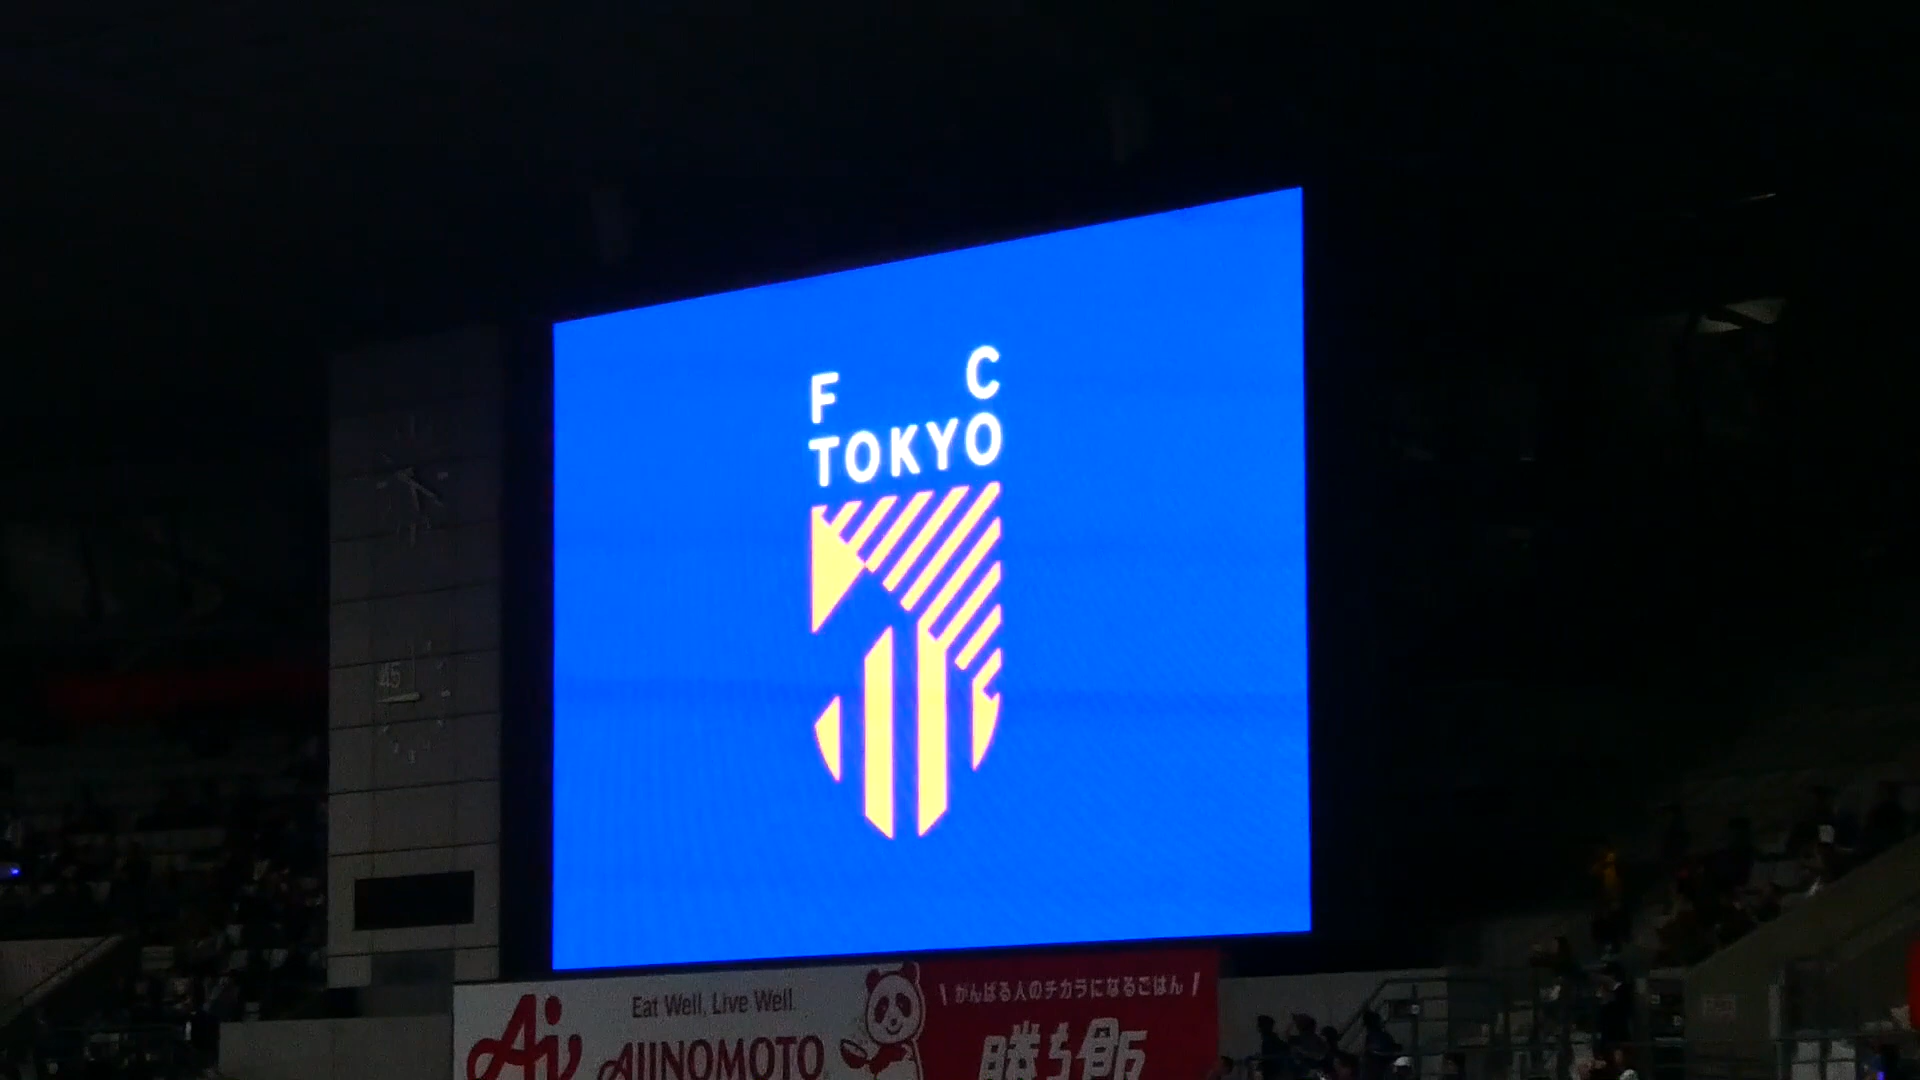 F C
TOKYO
45
Eat Well, Live Well.
AJINOMOTO
\ がんばる人のチカラになるごはん /
勝ち飯